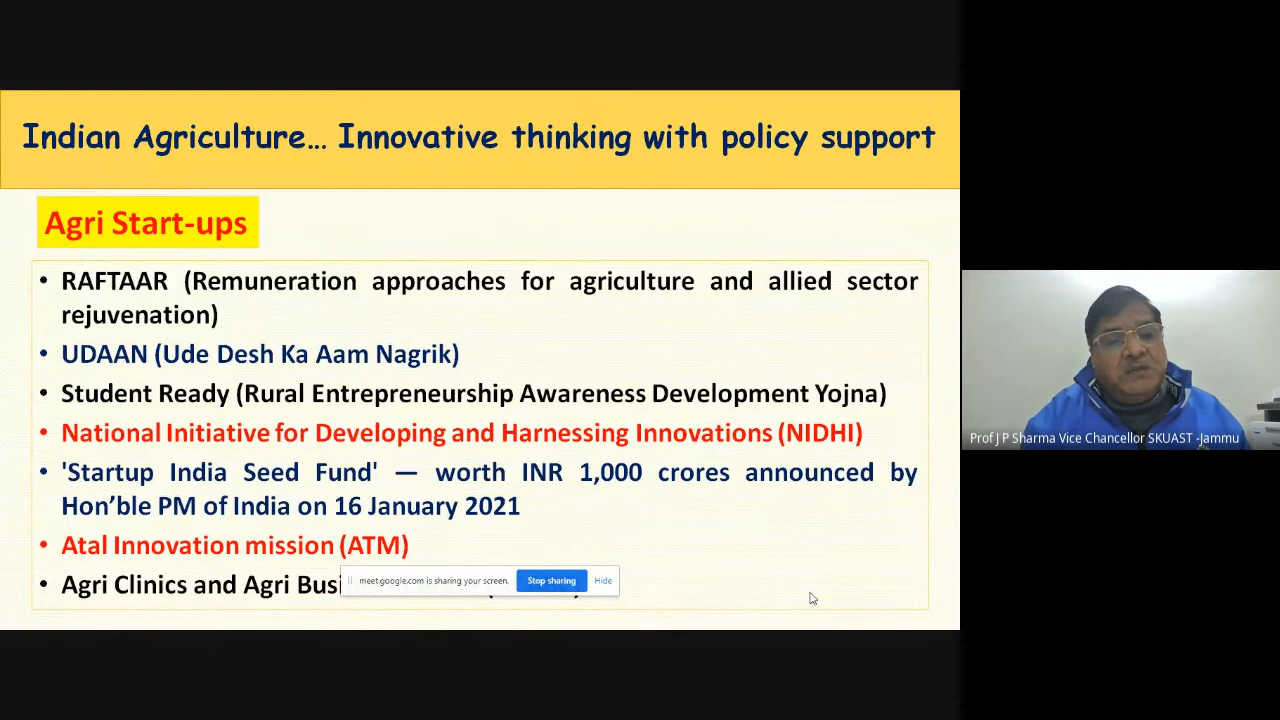 Indian Agriculture... Innovative thinking with policy support
Agri Start-ups
• RAFTAAR (Remuneration approaches for agriculture and allied sector
rejuvenation)
• UDAAN (Ude Desh Ka Aam Nagrik)
• Student Ready (Rural Entrepreneurship Awareness Development Yojna)
• National Initiative for Developing and Harnessing Innovations (NIDHI)
• 'Startup India Seed Fund' — worth INR 1,000 crores announced by
Hon'ble PM of India on 16 January 2021
• Atal Innovation mission (ATM)
• Agri Clinics and Agri
meet.google.com is sharing your screen. Stop sharing Hide
Prof J P Sharma Vice Chancellor SKUAST -Jammu